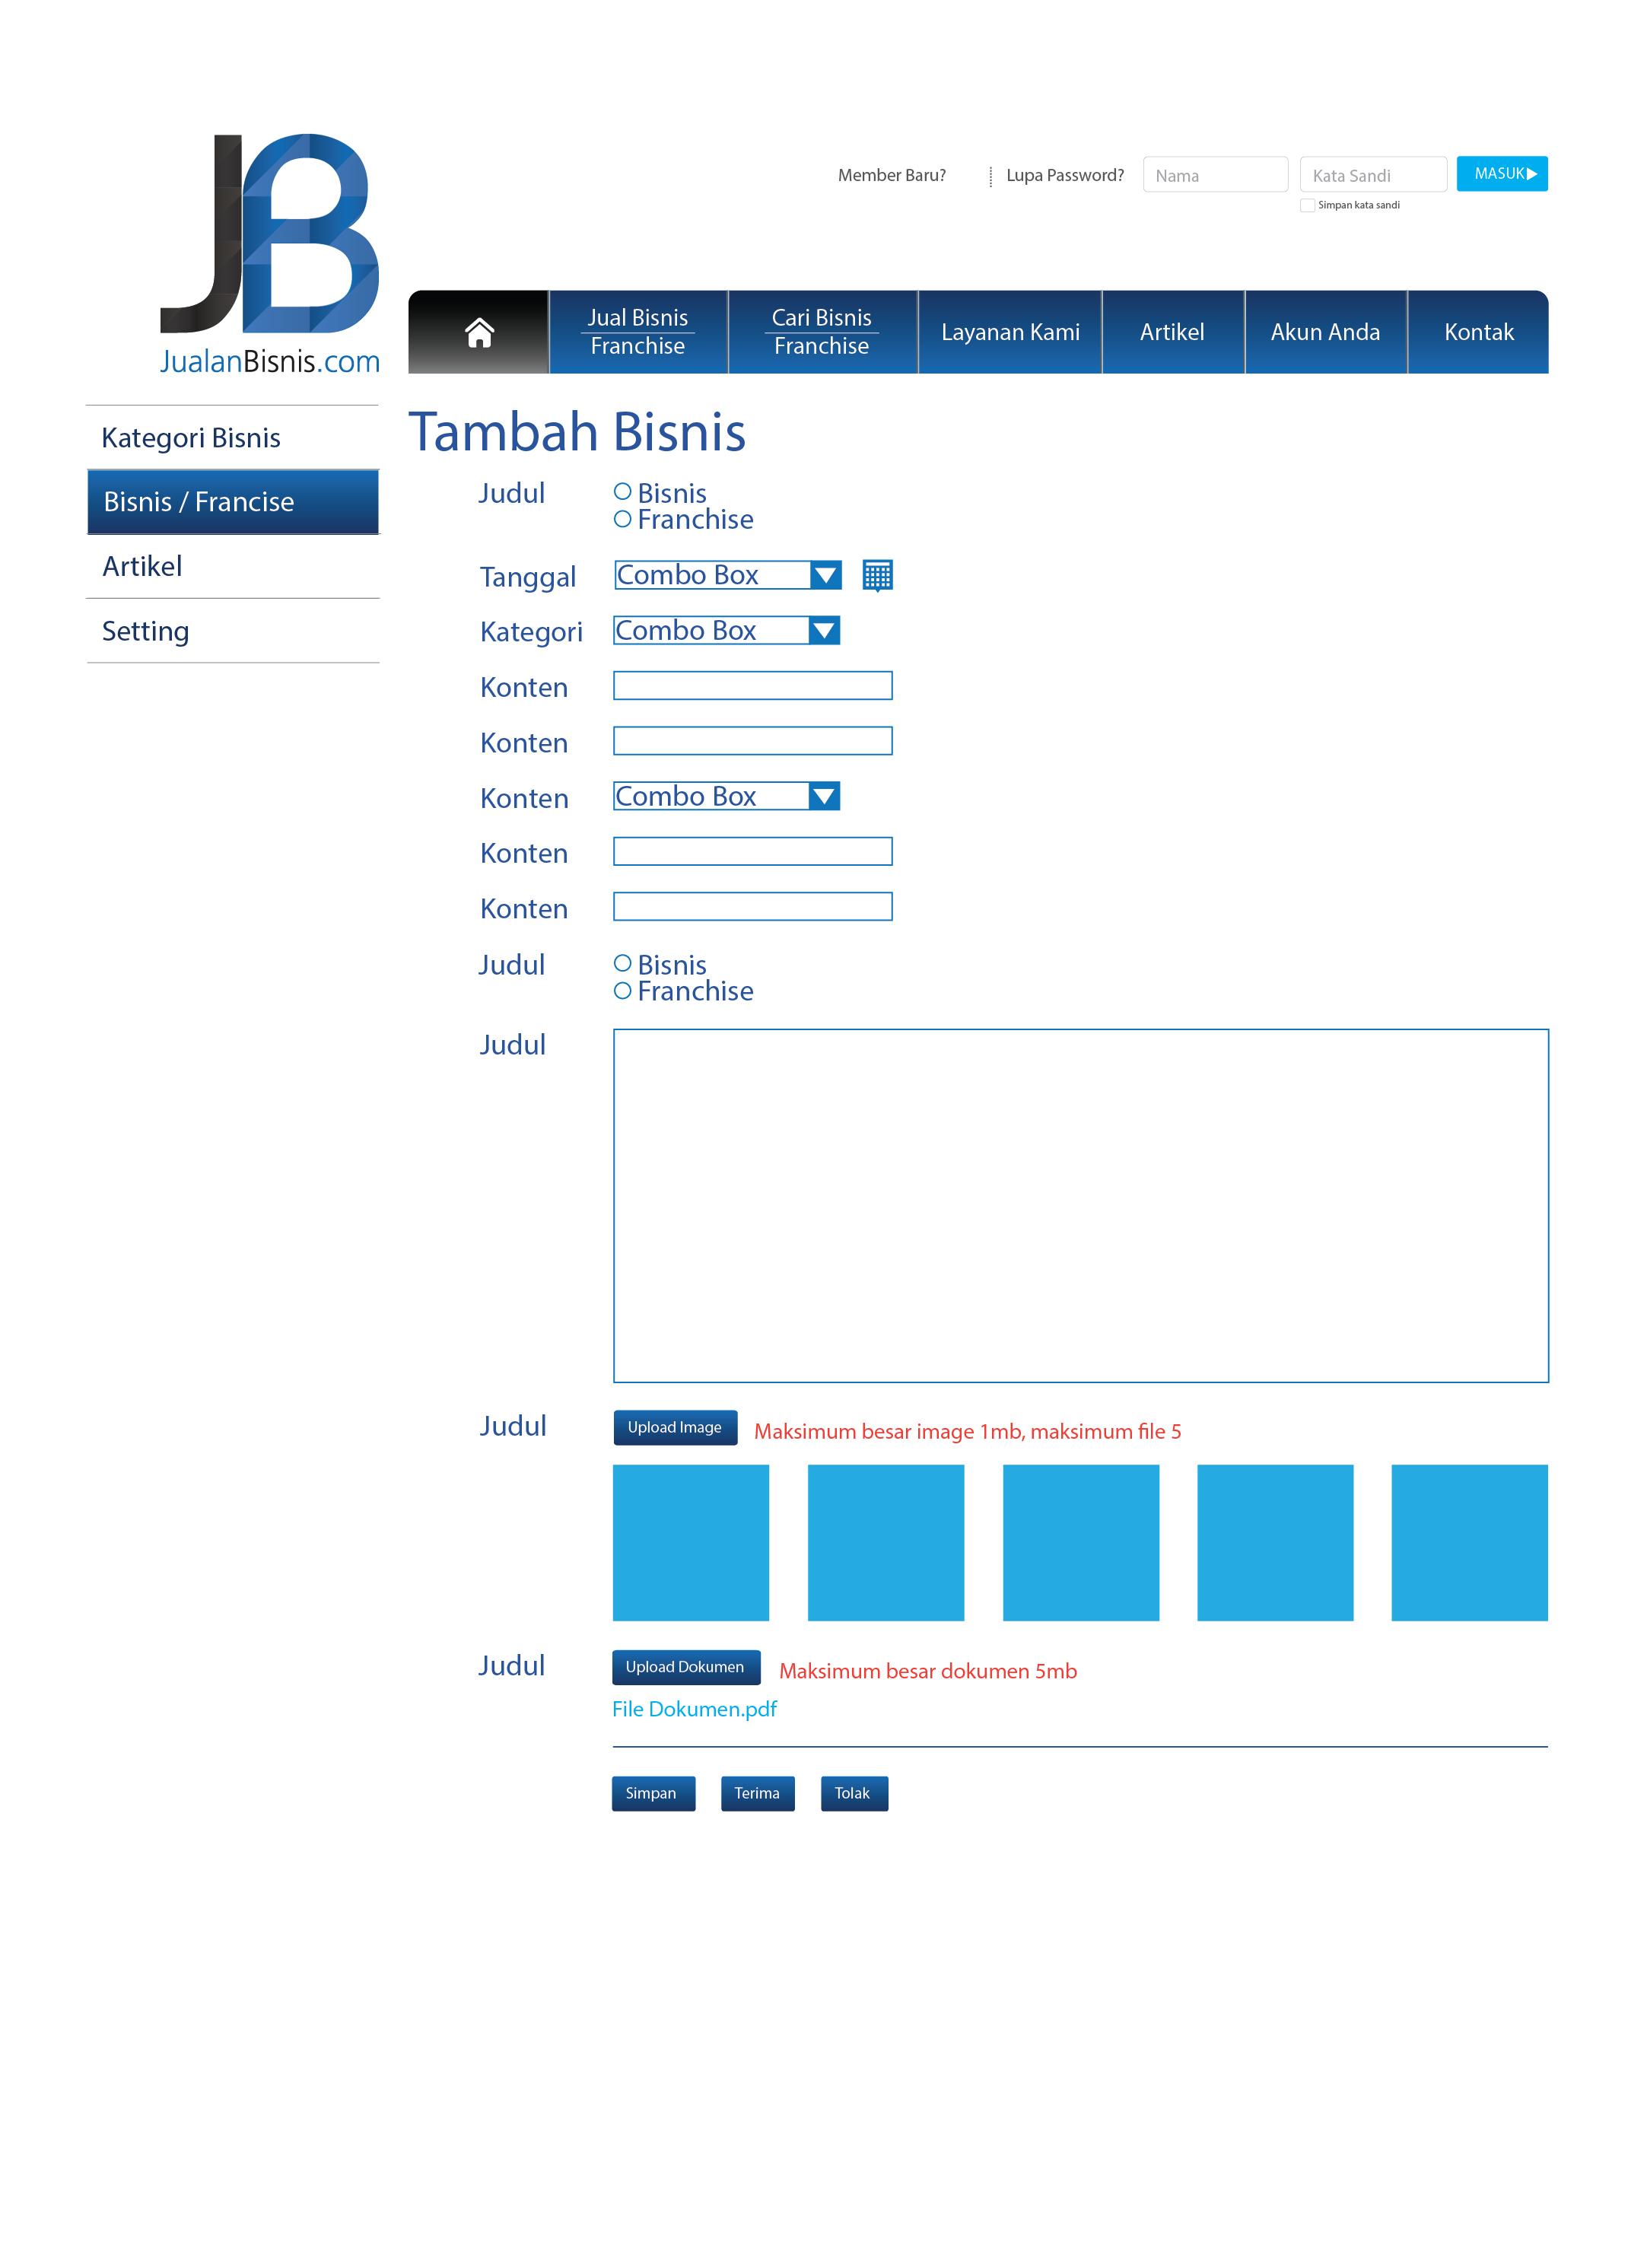 JB
JualanBisnis.com
Member Baru?
Lupa Password?
Nama
Kata Sandi
MASUK
Simpan kata sandi
Jual Bisnis
Franchise
Cari Bisnis
Franchise
Layanan Kami
Artikel
Akun Anda
Kontak
Kategori Bisnis
Bisnis / Francise
Artikel
Setting
Tambah Bisnis
Judul
Bisnis
Franchise
Tanggal
Combo Box
Kategori
Combo Box
Konten
Konten
Konten
Combo Box
Konten
Konten
Judul
Bisnis
Franchise
Judul
Judul
Upload Image
Maksimum besar image 1mb, maksimum file 5
Judul
Upload Dokumen
Maksimum besar dokumen 5mb
File Dokumen.pdf
Simpan
Terima
Tolak